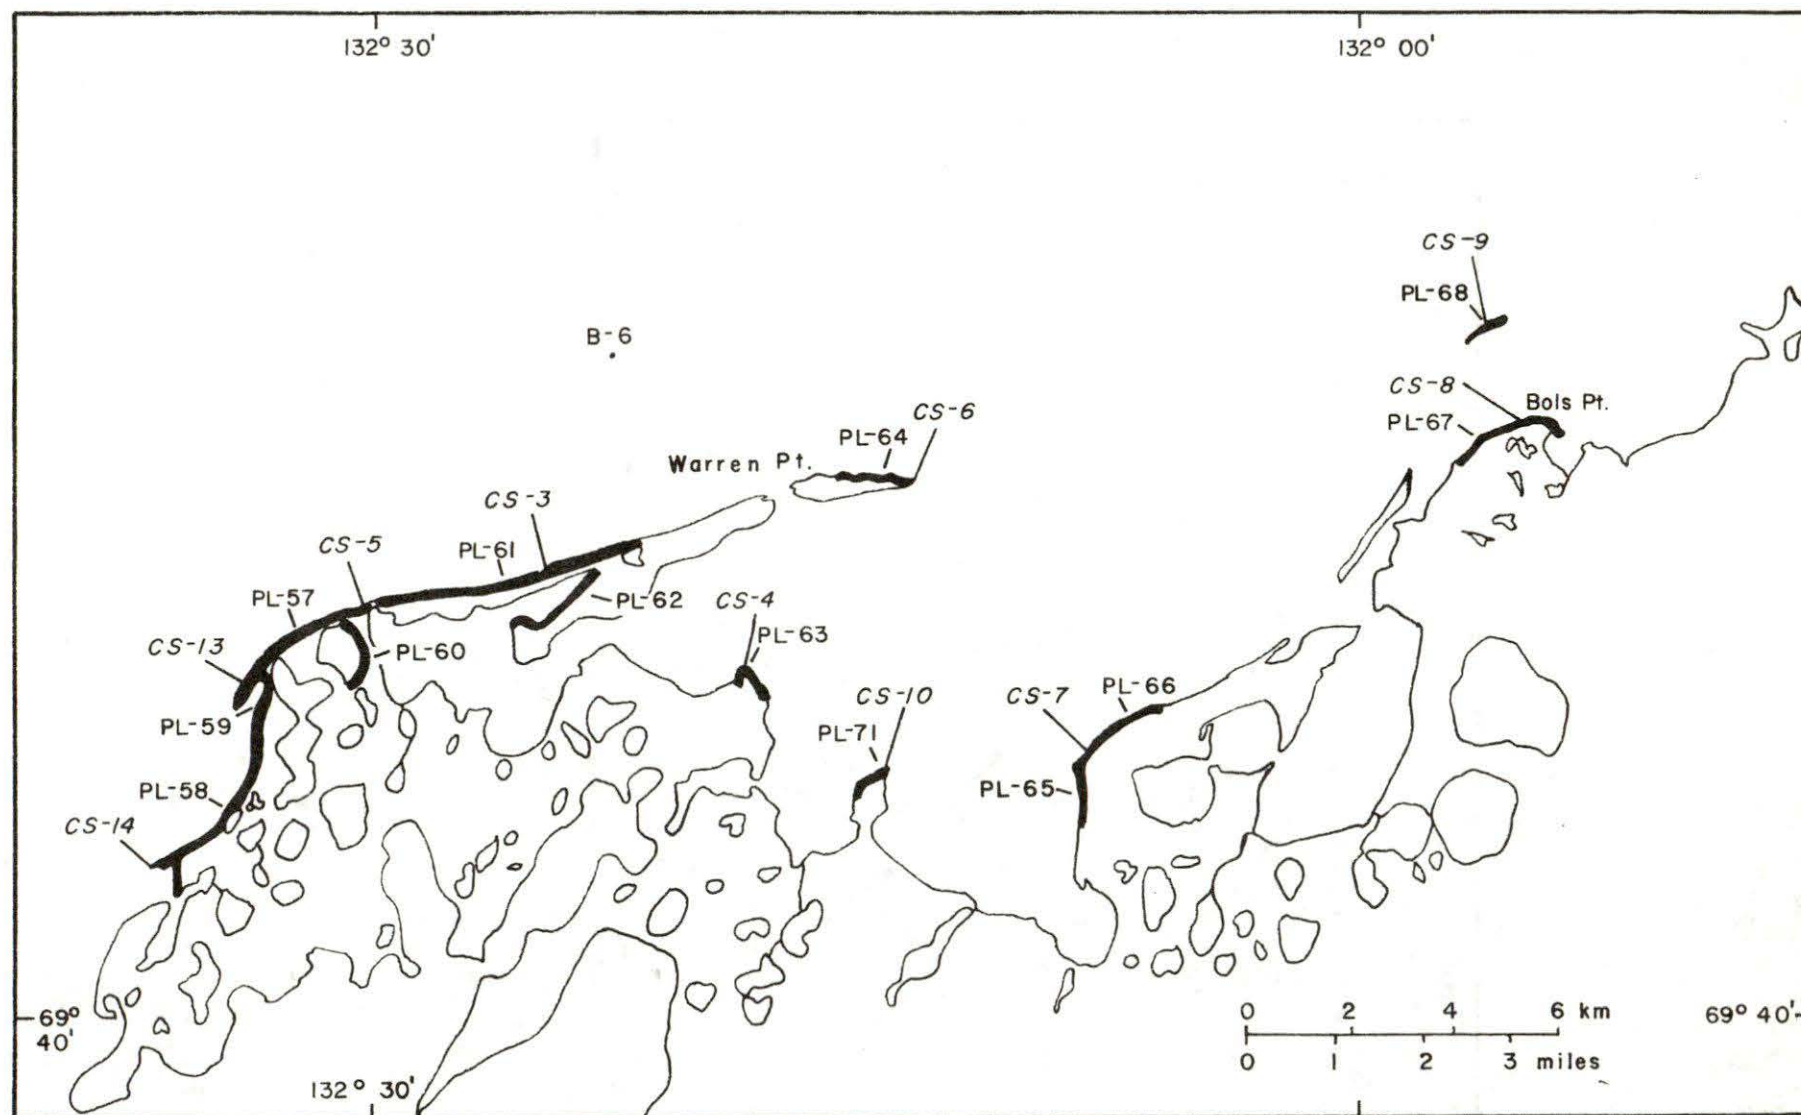 132° 30'
132° 00'
CS-9
PL-68
B-6
CS-8
Bols Pt.
PL-67
CS-6
PL-64
Warren Pt.
CS-3
CS-5
PL-61
PL-57
PL-62
CS-4
CS-13
PL-60
PL-63
PL-59
CS-10
CS-7
PL-66
PL-71
PL-58
PL-65
CS-14
69°
40'
0 2 4 6 km
69° 40'
0 1 2 3 miles
132° 30'